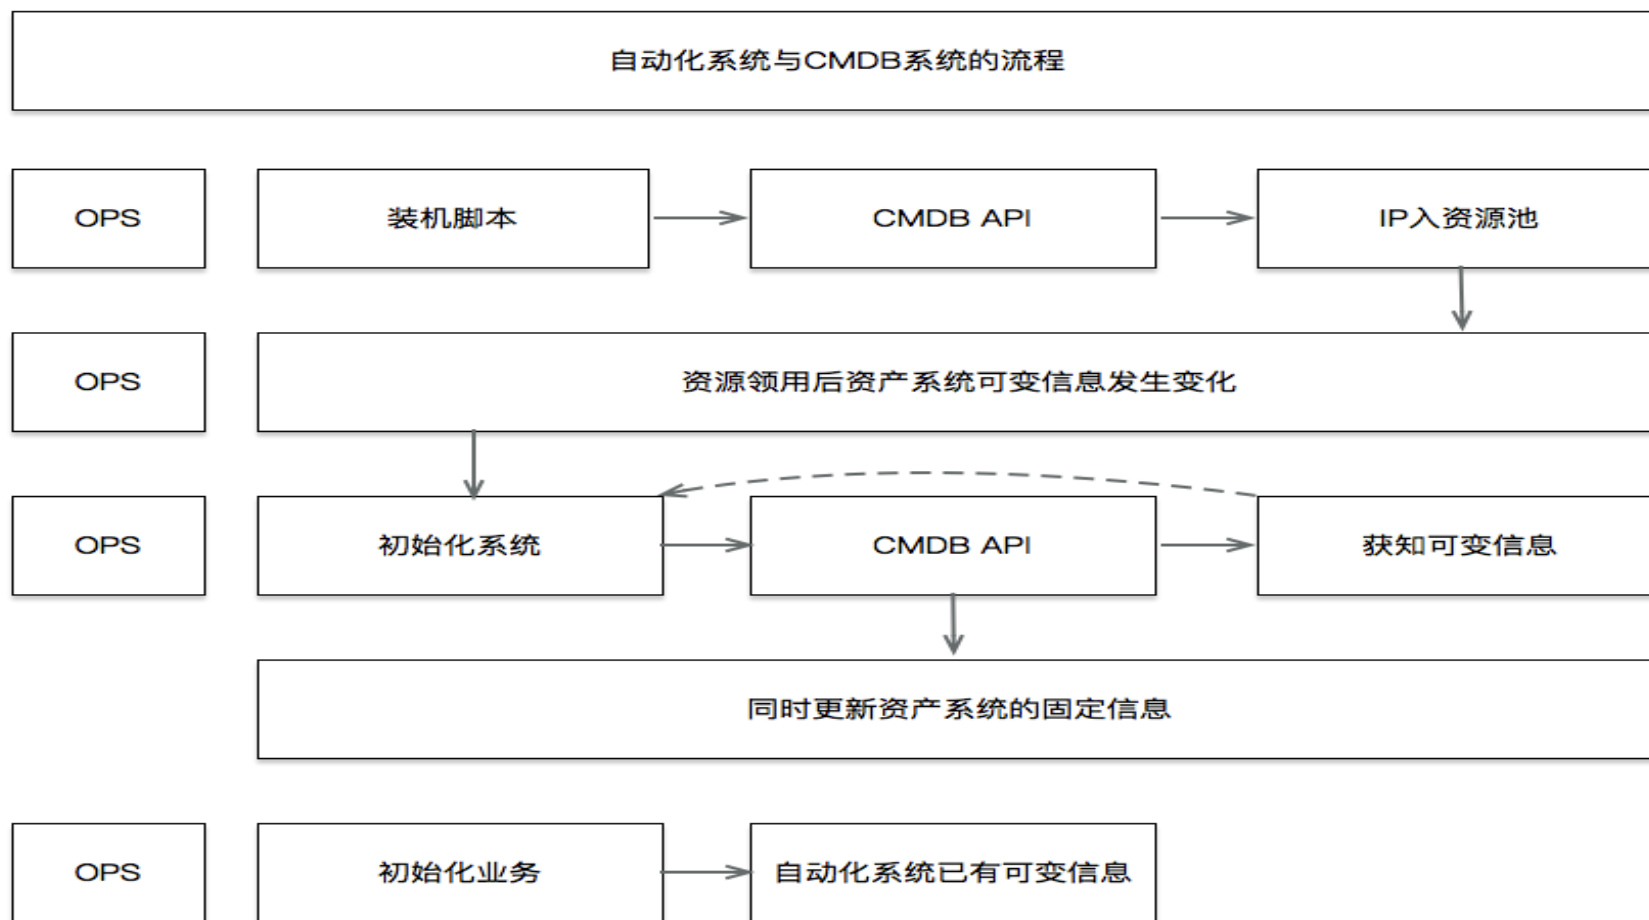 自动化系统与CMDB系统的流程
OPS
装机脚本
CMDB API
IP入资源池
OPS
资源领用后资产系统可变信息发生变化
OPS
初始化系统
CMDB API
获知可变信息
同时更新资产系统的固定信息
OPS
初始化业务
自动化系统已有可变信息